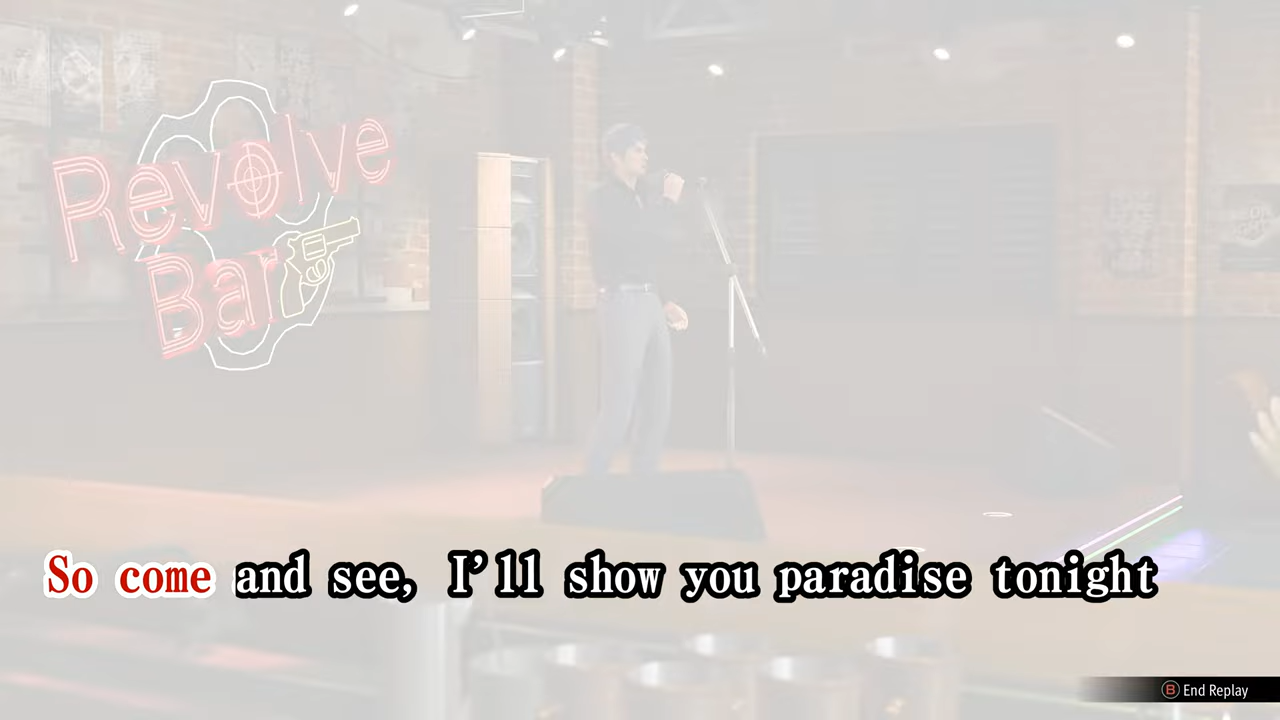 Revolve
Bar
So come and see, I'll show you paradise tonight
B End Replay